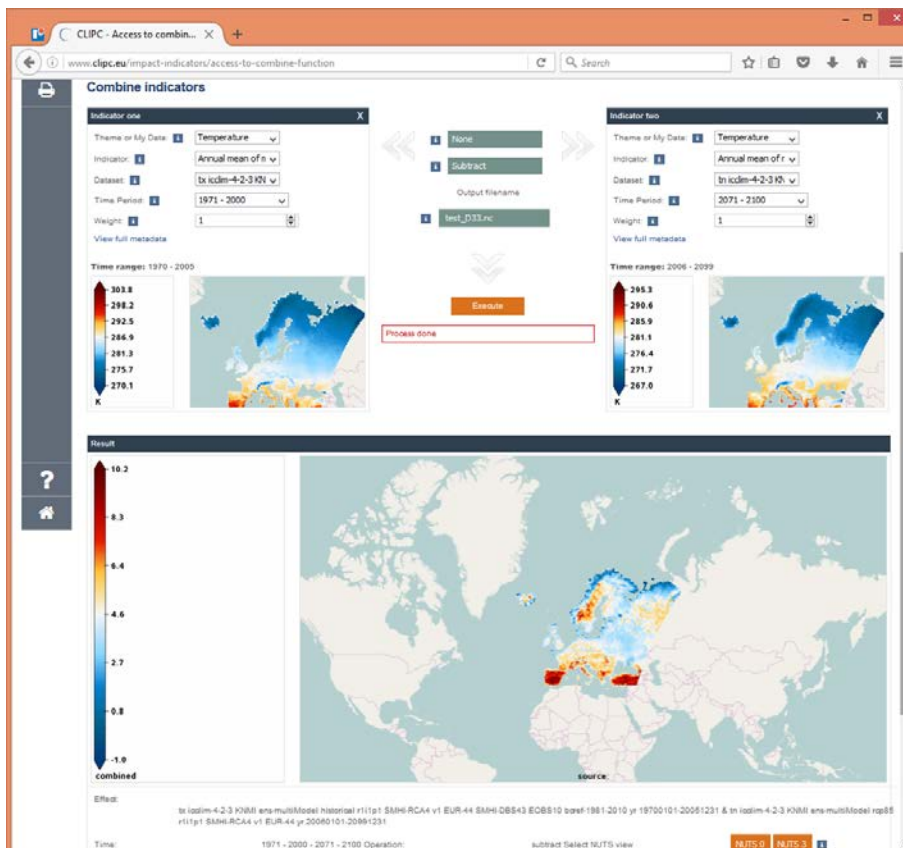 CLIPC - Access to combin...
www.clipc.eu/impact-indicators/access-to-combine-function
Search
Combine indicators
Indicator one X
Theme or My Data: i Temperature
Indicator: i Annual mean of n
Dataset: i tx icclim-4-2-3 KN
Time Period: i 1971 - 2000
Weight: i 1
View full metadata
Time range: 1970 - 2005
303.8
298.2
292.5
286.9
281.3
275.7
270.1
K
i None
i Subtract
Output filename
i test_D33.nc
Execute
Process done
Indicator two X
Theme or My Data: i Temperature
Indicator: i Annual mean of r
Dataset: i tn icclim-4-2-3 KN
Time Period: i 2071 - 2100
Weight: i 1
View full metadata
Time range: 2006 - 2099
295.3
290.6
285.9
281.1
276.4
271.7
267.0
K
Result
10.2
8.3
6.4
4.6
2.7
0.8
-1.0
combined
source:
?
Effect:
tx icclim-4-2-3 KNMI ens-multiModel historical r1i1p1 SMHI-RCA4 v1 EUR-44 SMHI-DBS43 EOBS10 bcref-1981-2010 yr 19700101-20051231 & tn icclim-4-2-3 KNMI ens-multiModel rcp85
r1i1p1 SMHI-RCA4 v1 EUR-44 yr 20060101-20991231
Time: 1971 - 2000 - 2071 - 2100 Operation: subtract Select NUTS view NUTS 0 NUTS 3 i